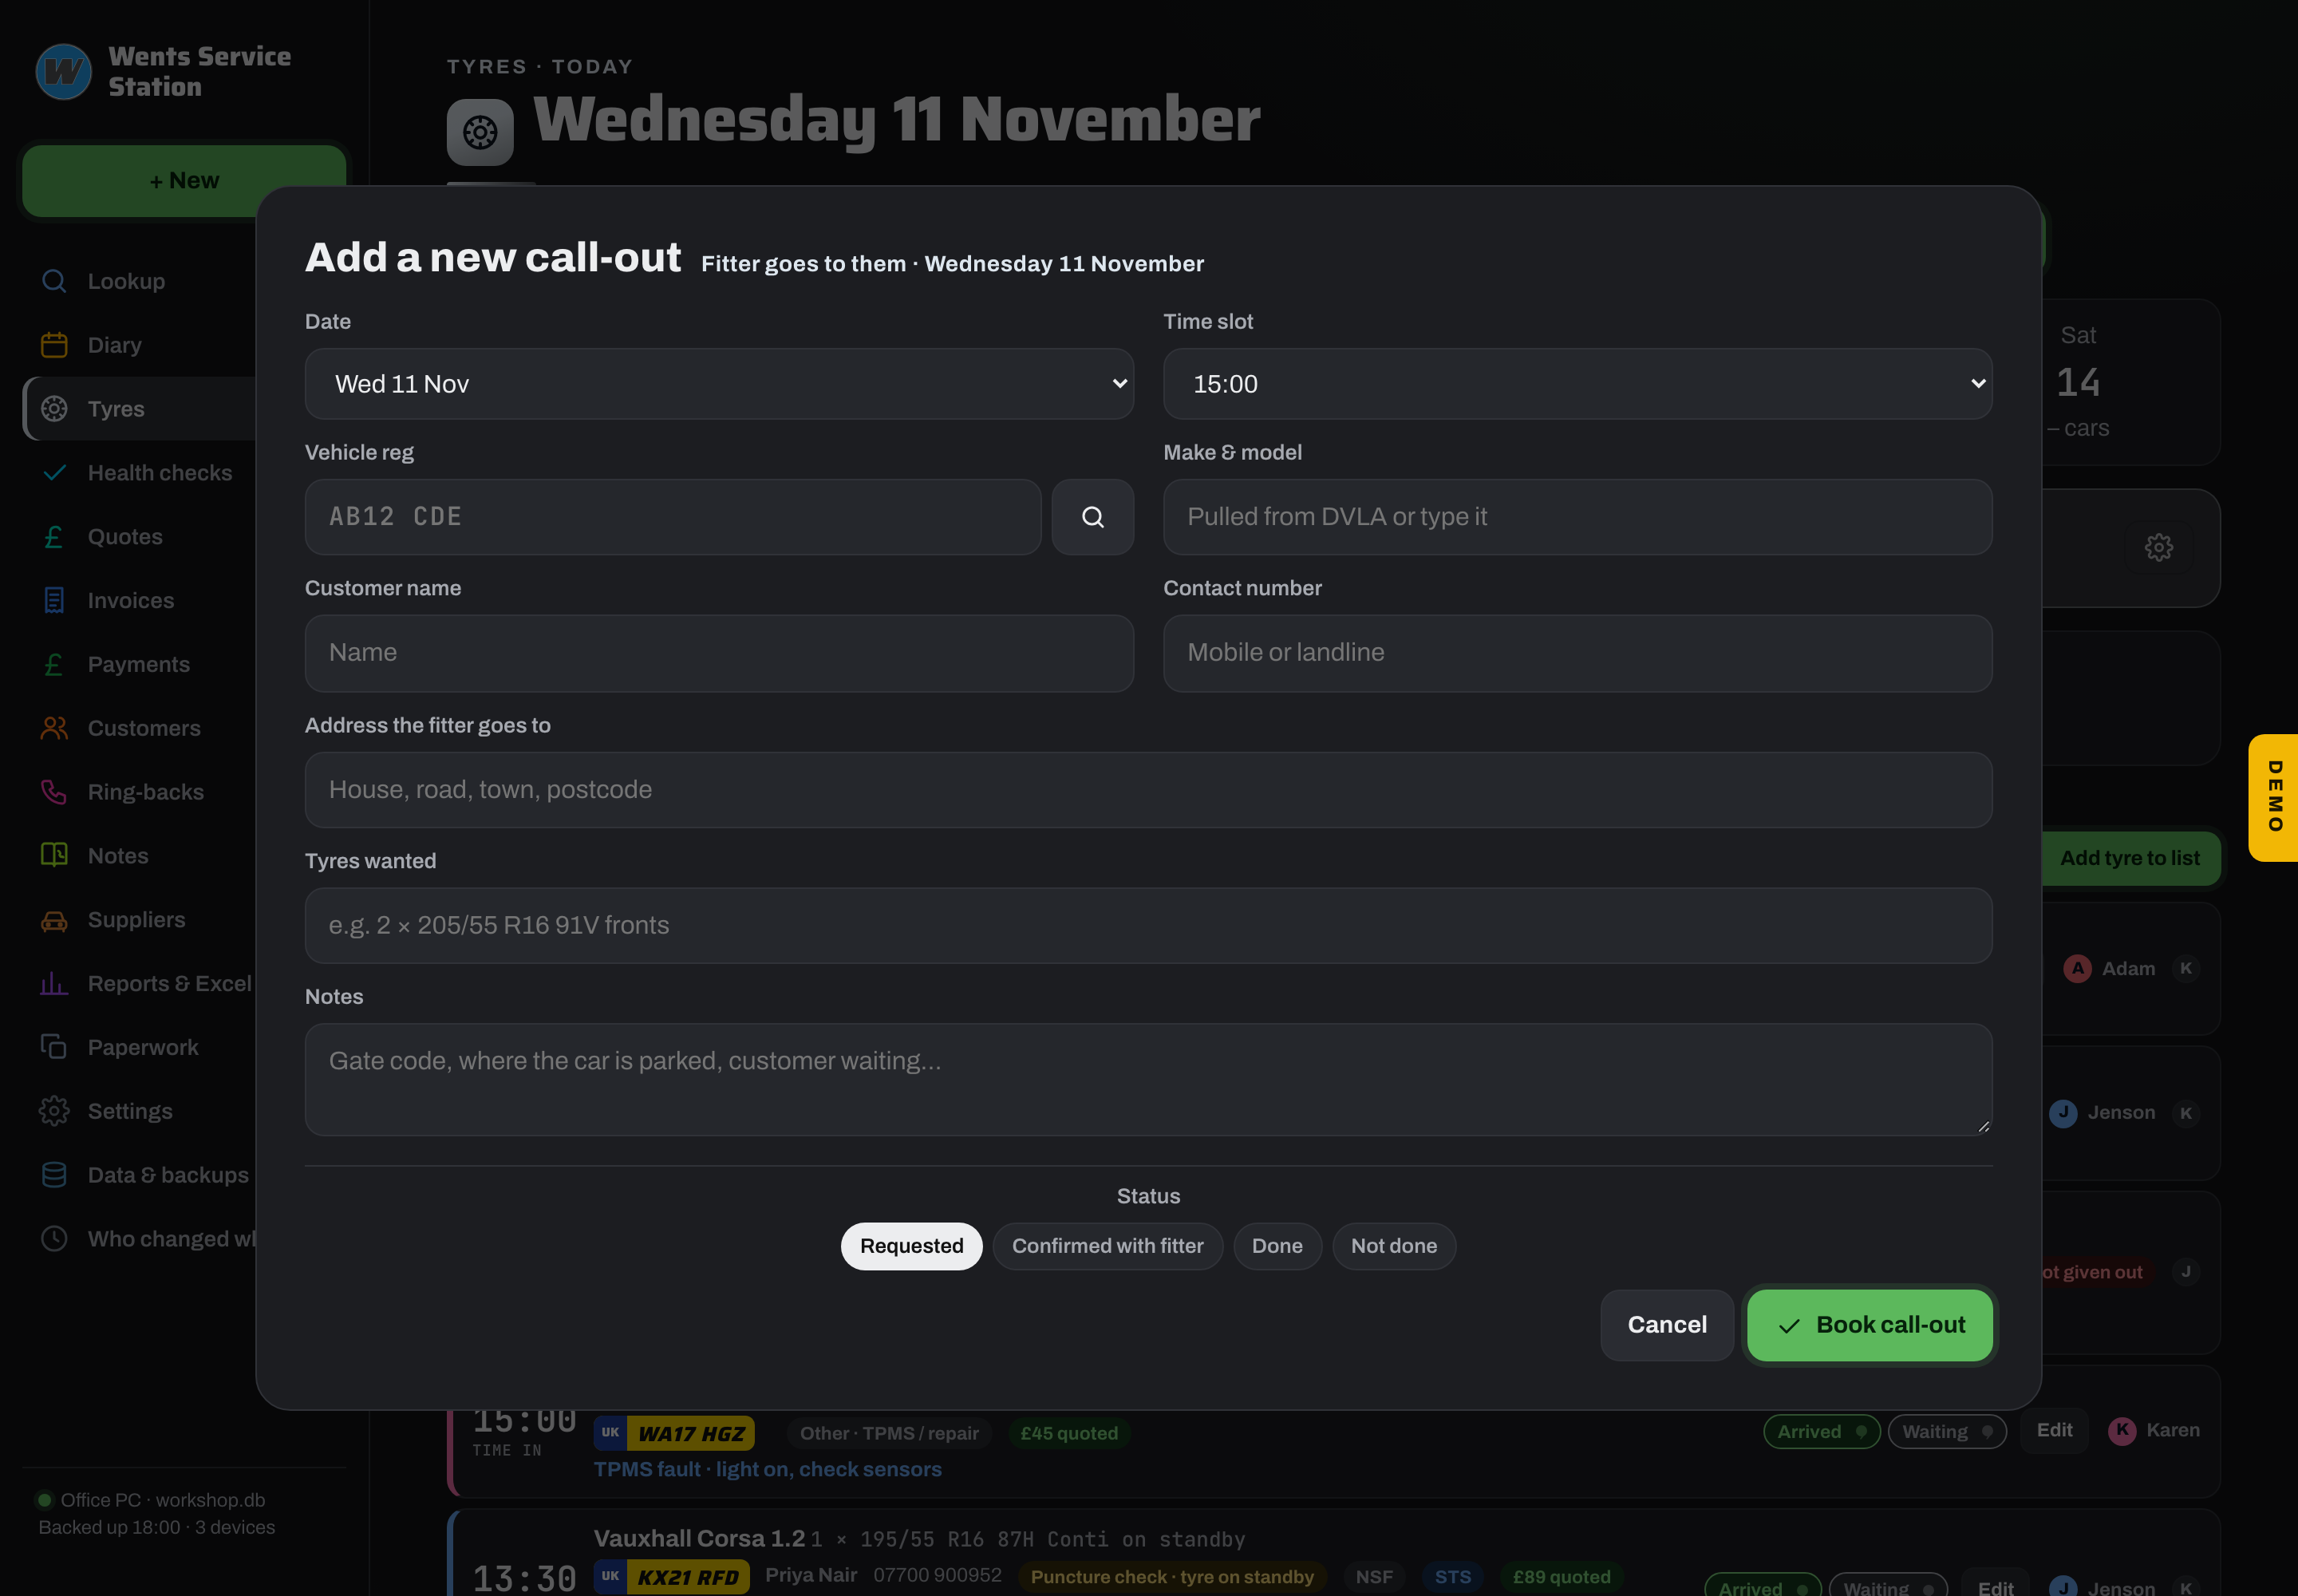 Wents Service
Station
+ New
Lookup
Diary
Tyres
Health checks
Quotes
Invoices
Payments
Customers
Ring-backs
Notes
Suppliers
Reports & Excel
Paperwork
Settings
Data & backups
Who changed
Office PC · workshop.db
Backed up 18:00 · 3 devices
TYRES · TODAY
Wednesday 11 November
Add a new call-out Fitter goes to them · Wednesday 11 November
Date
Time slot
Wed 11 Nov
15:00
Vehicle reg
Make & model
AB12 CDE
Pulled from DVLA or type it
Customer name
Contact number
Name
Mobile or landline
Address the fitter goes to
House, road, town, postcode
Tyres wanted
e.g. 2 × 205/55 R16 91V fronts
Notes
Gate code, where the car is parked, customer waiting...
Status
Requested Confirmed with fitter Done Not done
Cancel Book call-out
Sat
14
– cars
DEMO
Add tyre to list
A Adam K
J Jenson K
given out J
15:00
TIME IN
UK WA17 HGZ Other · TPMS / repair £45 quoted
Arrived Waiting Edit K Karen
TPMS fault · light on, check sensors
Vauxhall Corsa 1.2 1 × 195/55 R16 87H Conti on standby
13:30 UK KX21 RFD Priya Nair 07700 900952 Puncture check · tyre on standby NSF STS £89 quoted
Arrived Waiting Edit J Jenson K